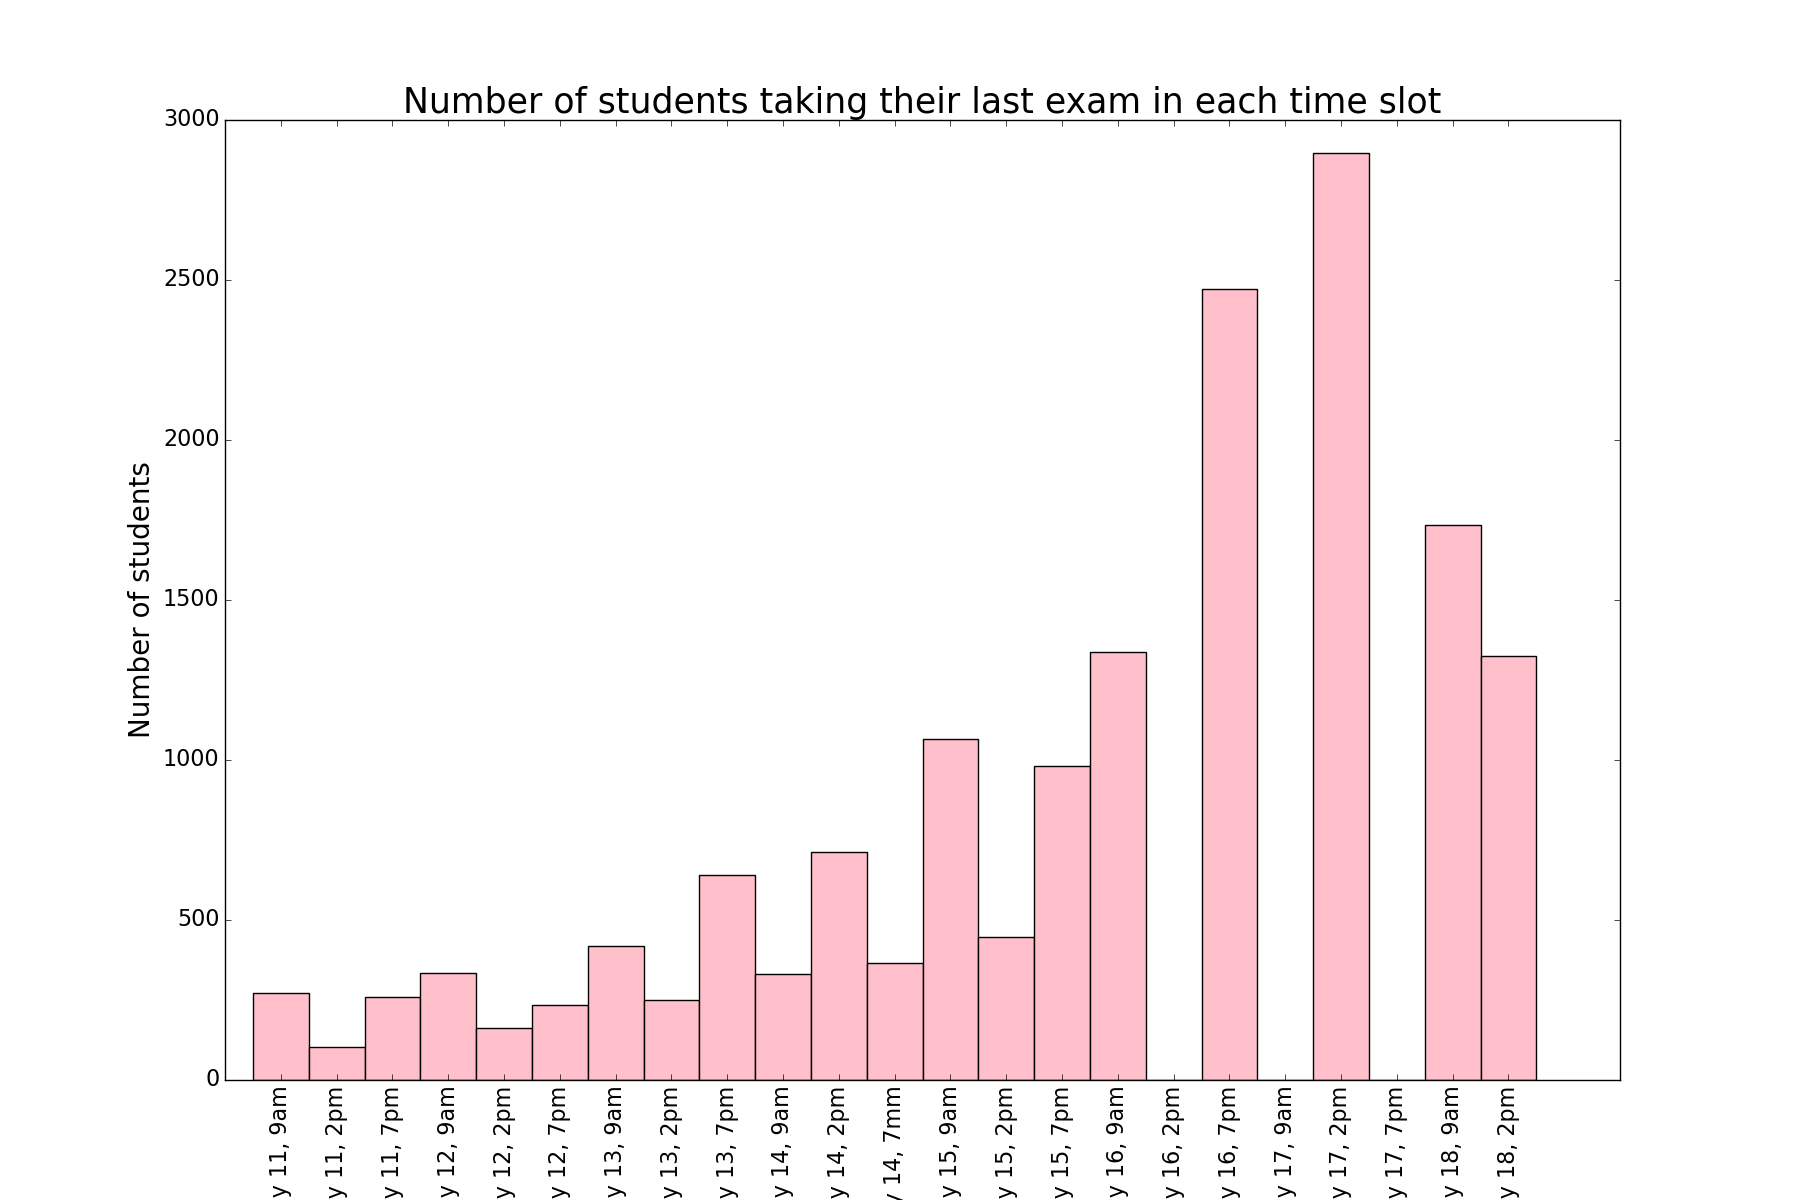 Number of students taking their last exam in each time slot
Number of students
3000
2500
2000
1500
1000
500
0
y 11, 9am
y 11, 2pm
y 11, 7pm
y 12, 9am
y 12, 2pm
y 12, 7pm
y 13, 9am
y 13, 2pm
y 13, 7pm
y 14, 9am
y 14, 2pm
y 14, 7mm
y 15, 9am
y 15, 2pm
y 15, 7pm
y 16, 9am
y 16, 2pm
y 16, 7pm
y 17, 9am
y 17, 2pm
y 17, 7pm
y 18, 9am
y 18, 2pm